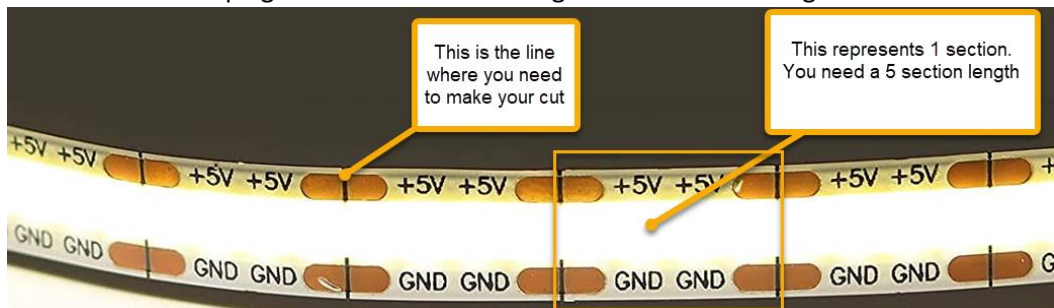 This is the line
where you need
to make your cut
This represents 1 section.
You need a 5 section length
+5V +5V +5V +5V +5V +5V +5V +5V +5V +5V +
GND GND GND GND GND GND GND GND GND GND G